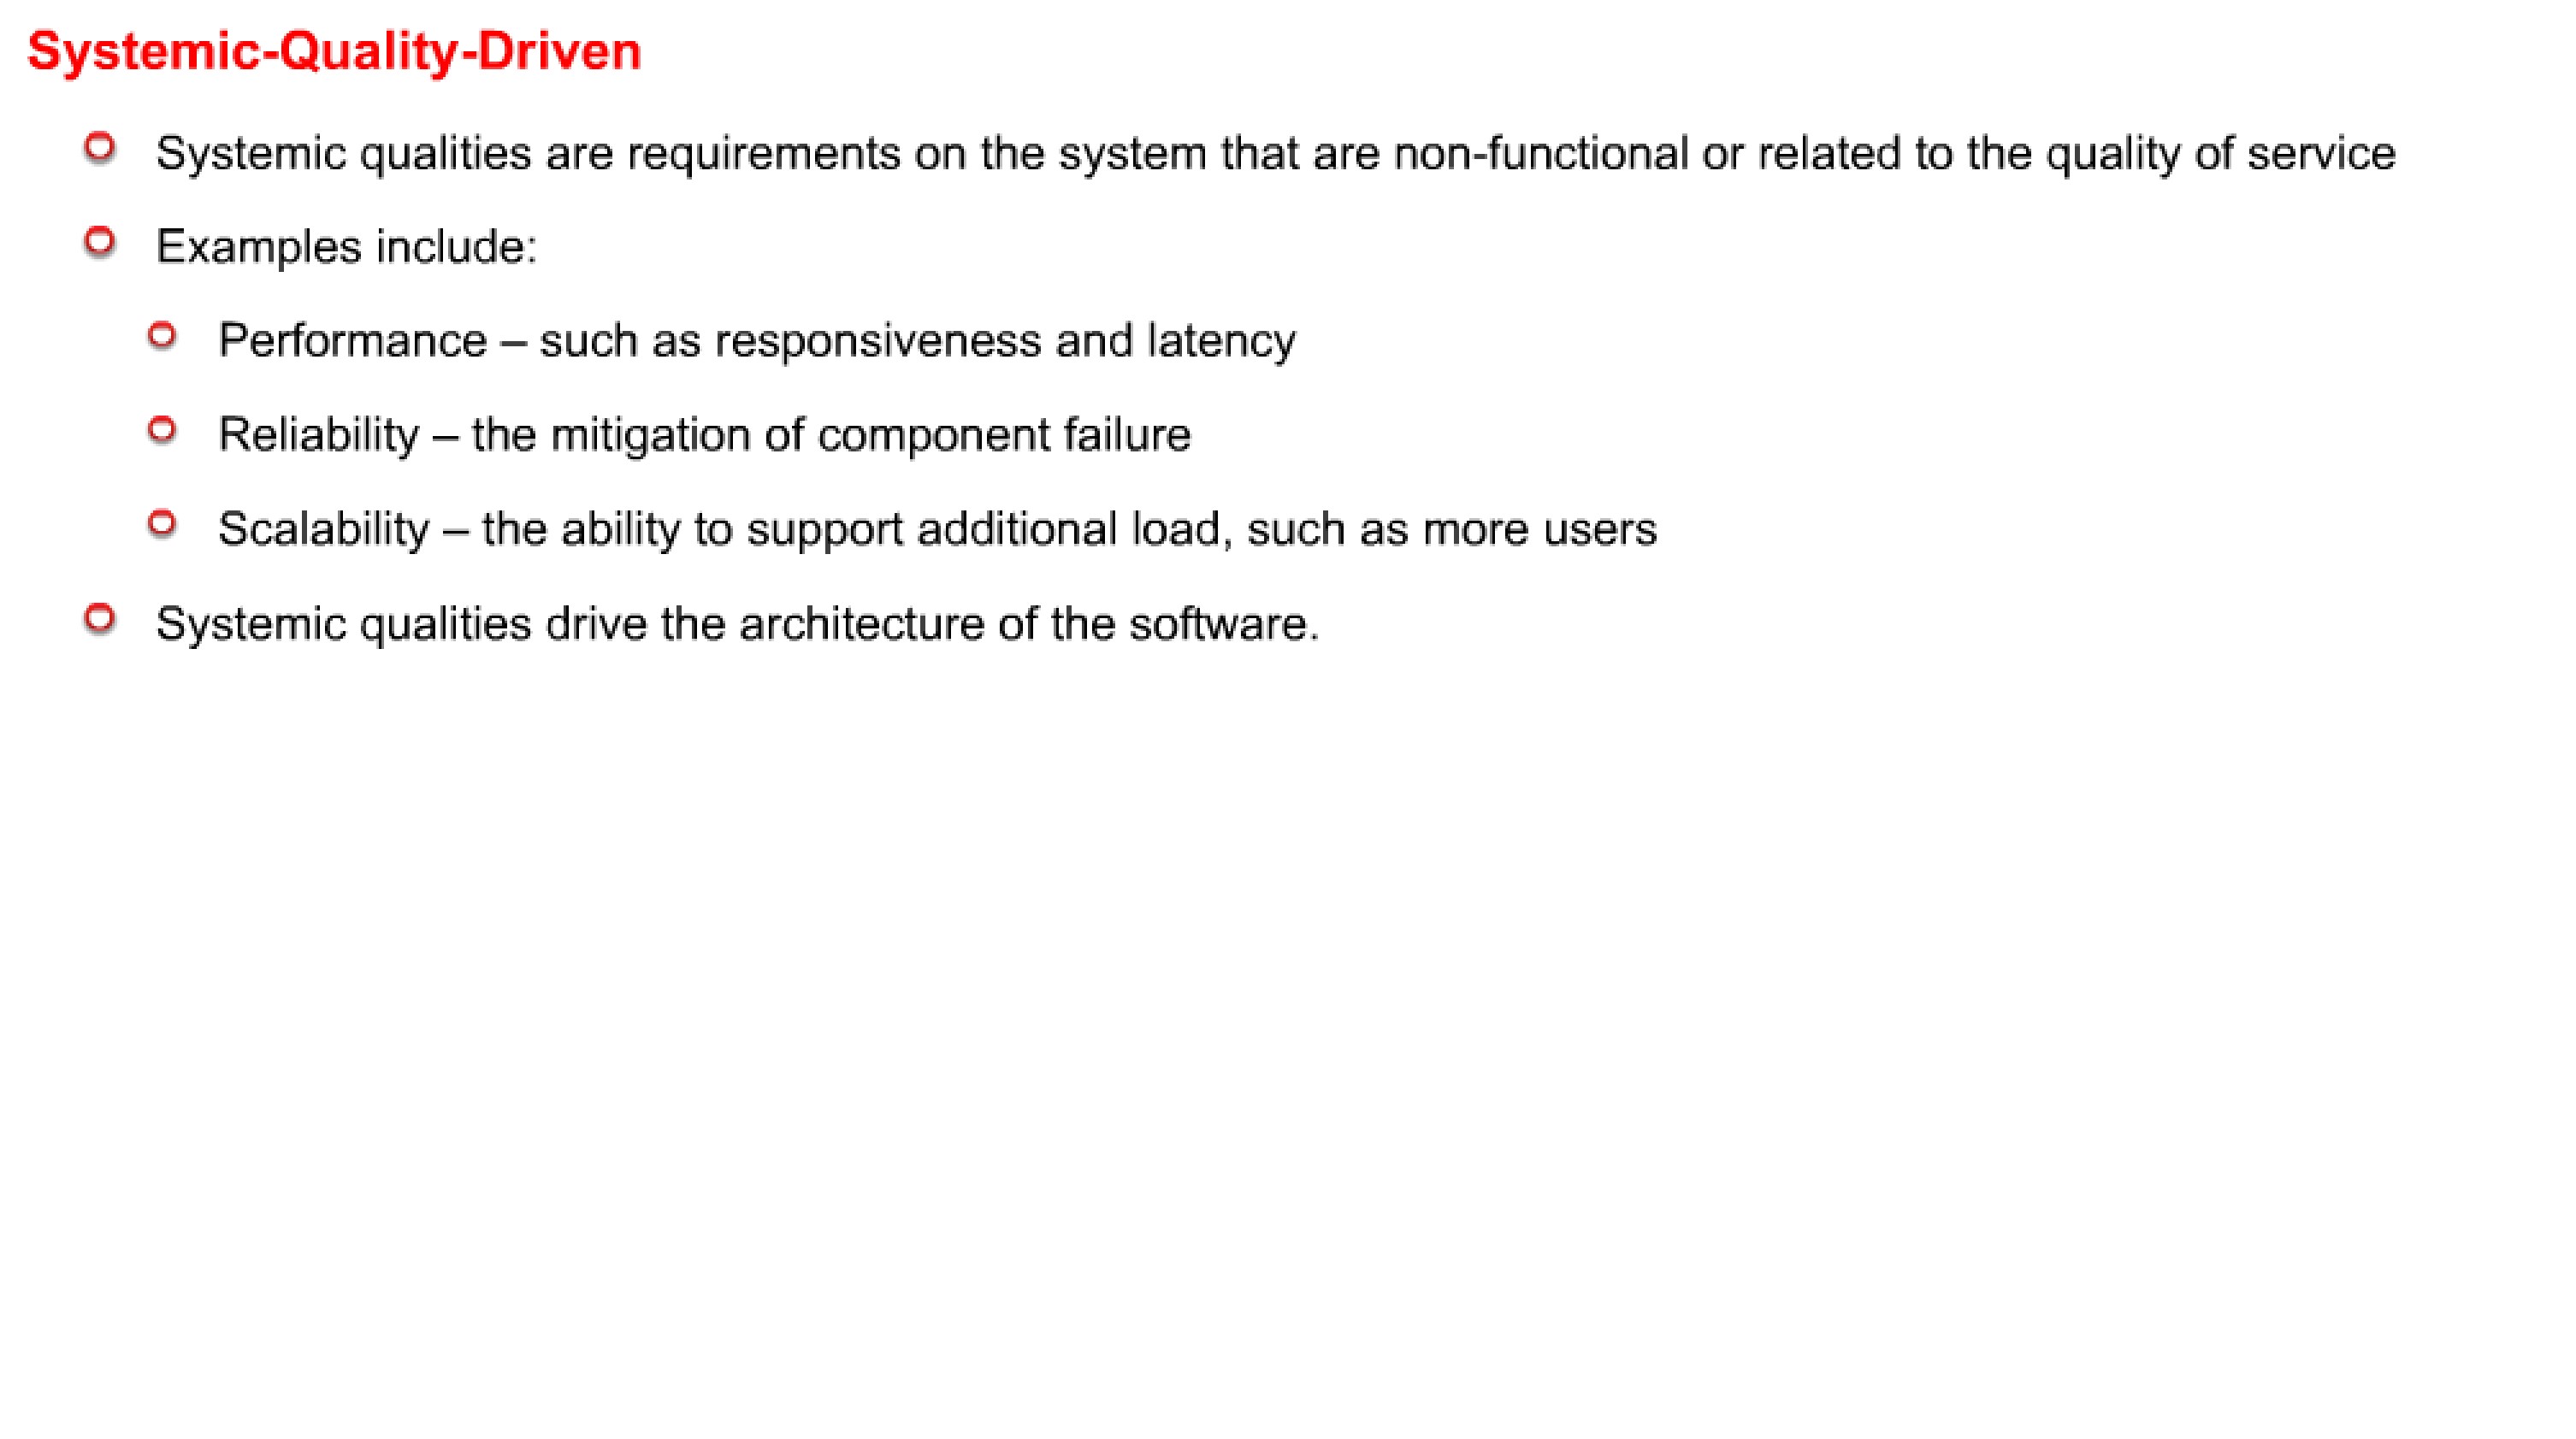 Systemic-Quality-Driven
Systemic qualities are requirements on the system that are non-functional or related to the quality of service
Examples include:
Performance – such as responsiveness and latency
Reliability – the mitigation of component failure
Scalability – the ability to support additional load, such as more users
Systemic qualities drive the architecture of the software.